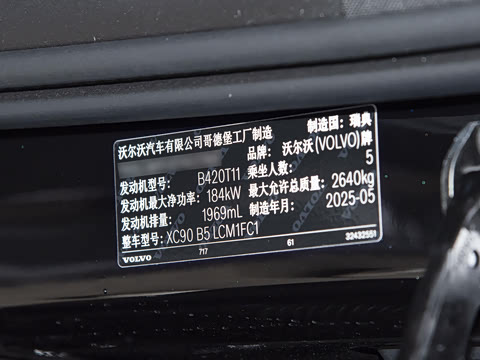 沃尔沃汽车有限公司哥德堡工厂制造 制造国：瑞典
品牌：沃尔沃(VOLVO)牌
发动机型号：B420T11 乘坐人数：5
发动机最大净功率：184kW 最大允许总质量：2640kg
发动机排量：1969mL 制造年月：2025-05
整车型号：XC90 B5 LCM1FC1
VOLVO 717 61 32432551